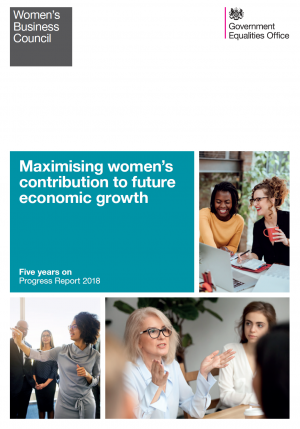 Women's
Business
Council
Government
Equalities Office
Maximising women's
contribution to future
economic growth
Five years on
Progress Report 2018